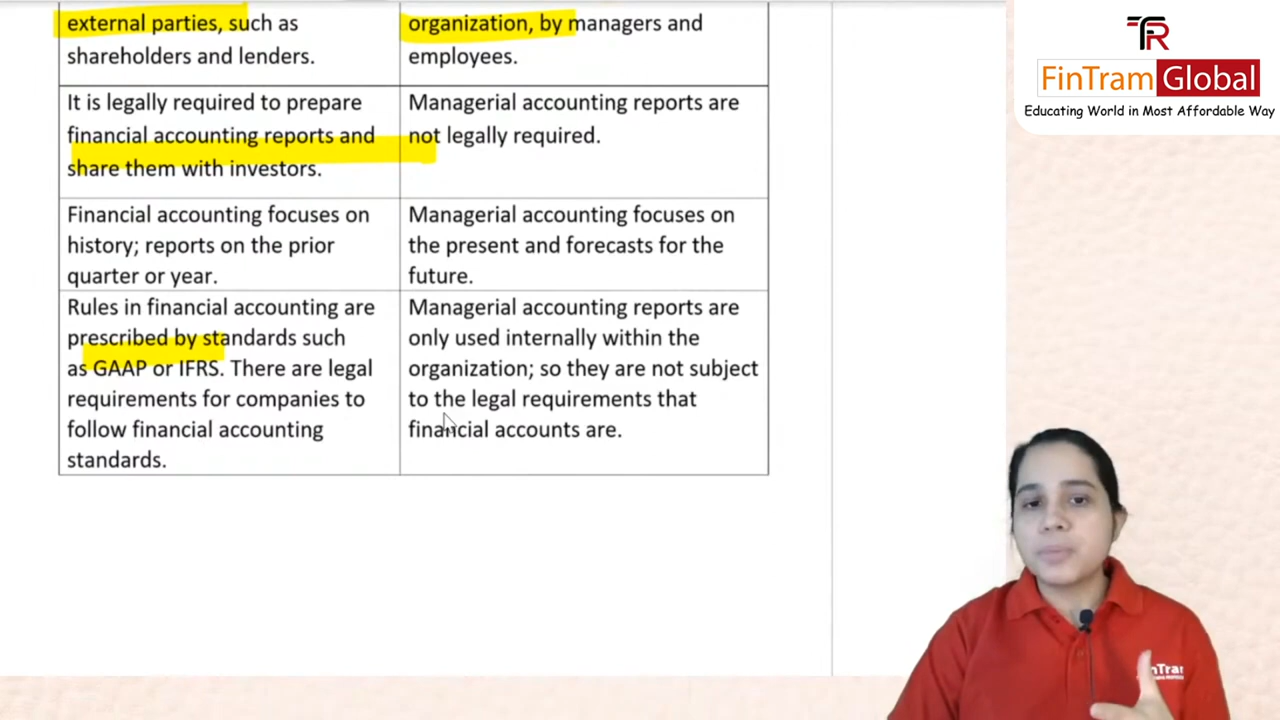 external parties, such as
shareholders and lenders.
organization, by managers and
employees.
It is legally required to prepare
financial accounting reports and
share them with investors.
Managerial accounting reports are
not legally required.
Financial accounting focuses on
history; reports on the prior
quarter or year.
Managerial accounting focuses on
the present and forecasts for the
future.
Rules in financial accounting are
prescribed by standards such
as GAAP or IFRS. There are legal
requirements for companies to
follow financial accounting
standards.
Managerial accounting reports are
only used internally within the
organization; so they are not subject
to the legal requirements that
financial accounts are.
FinTram Global
Educating World in Most Affordable Way